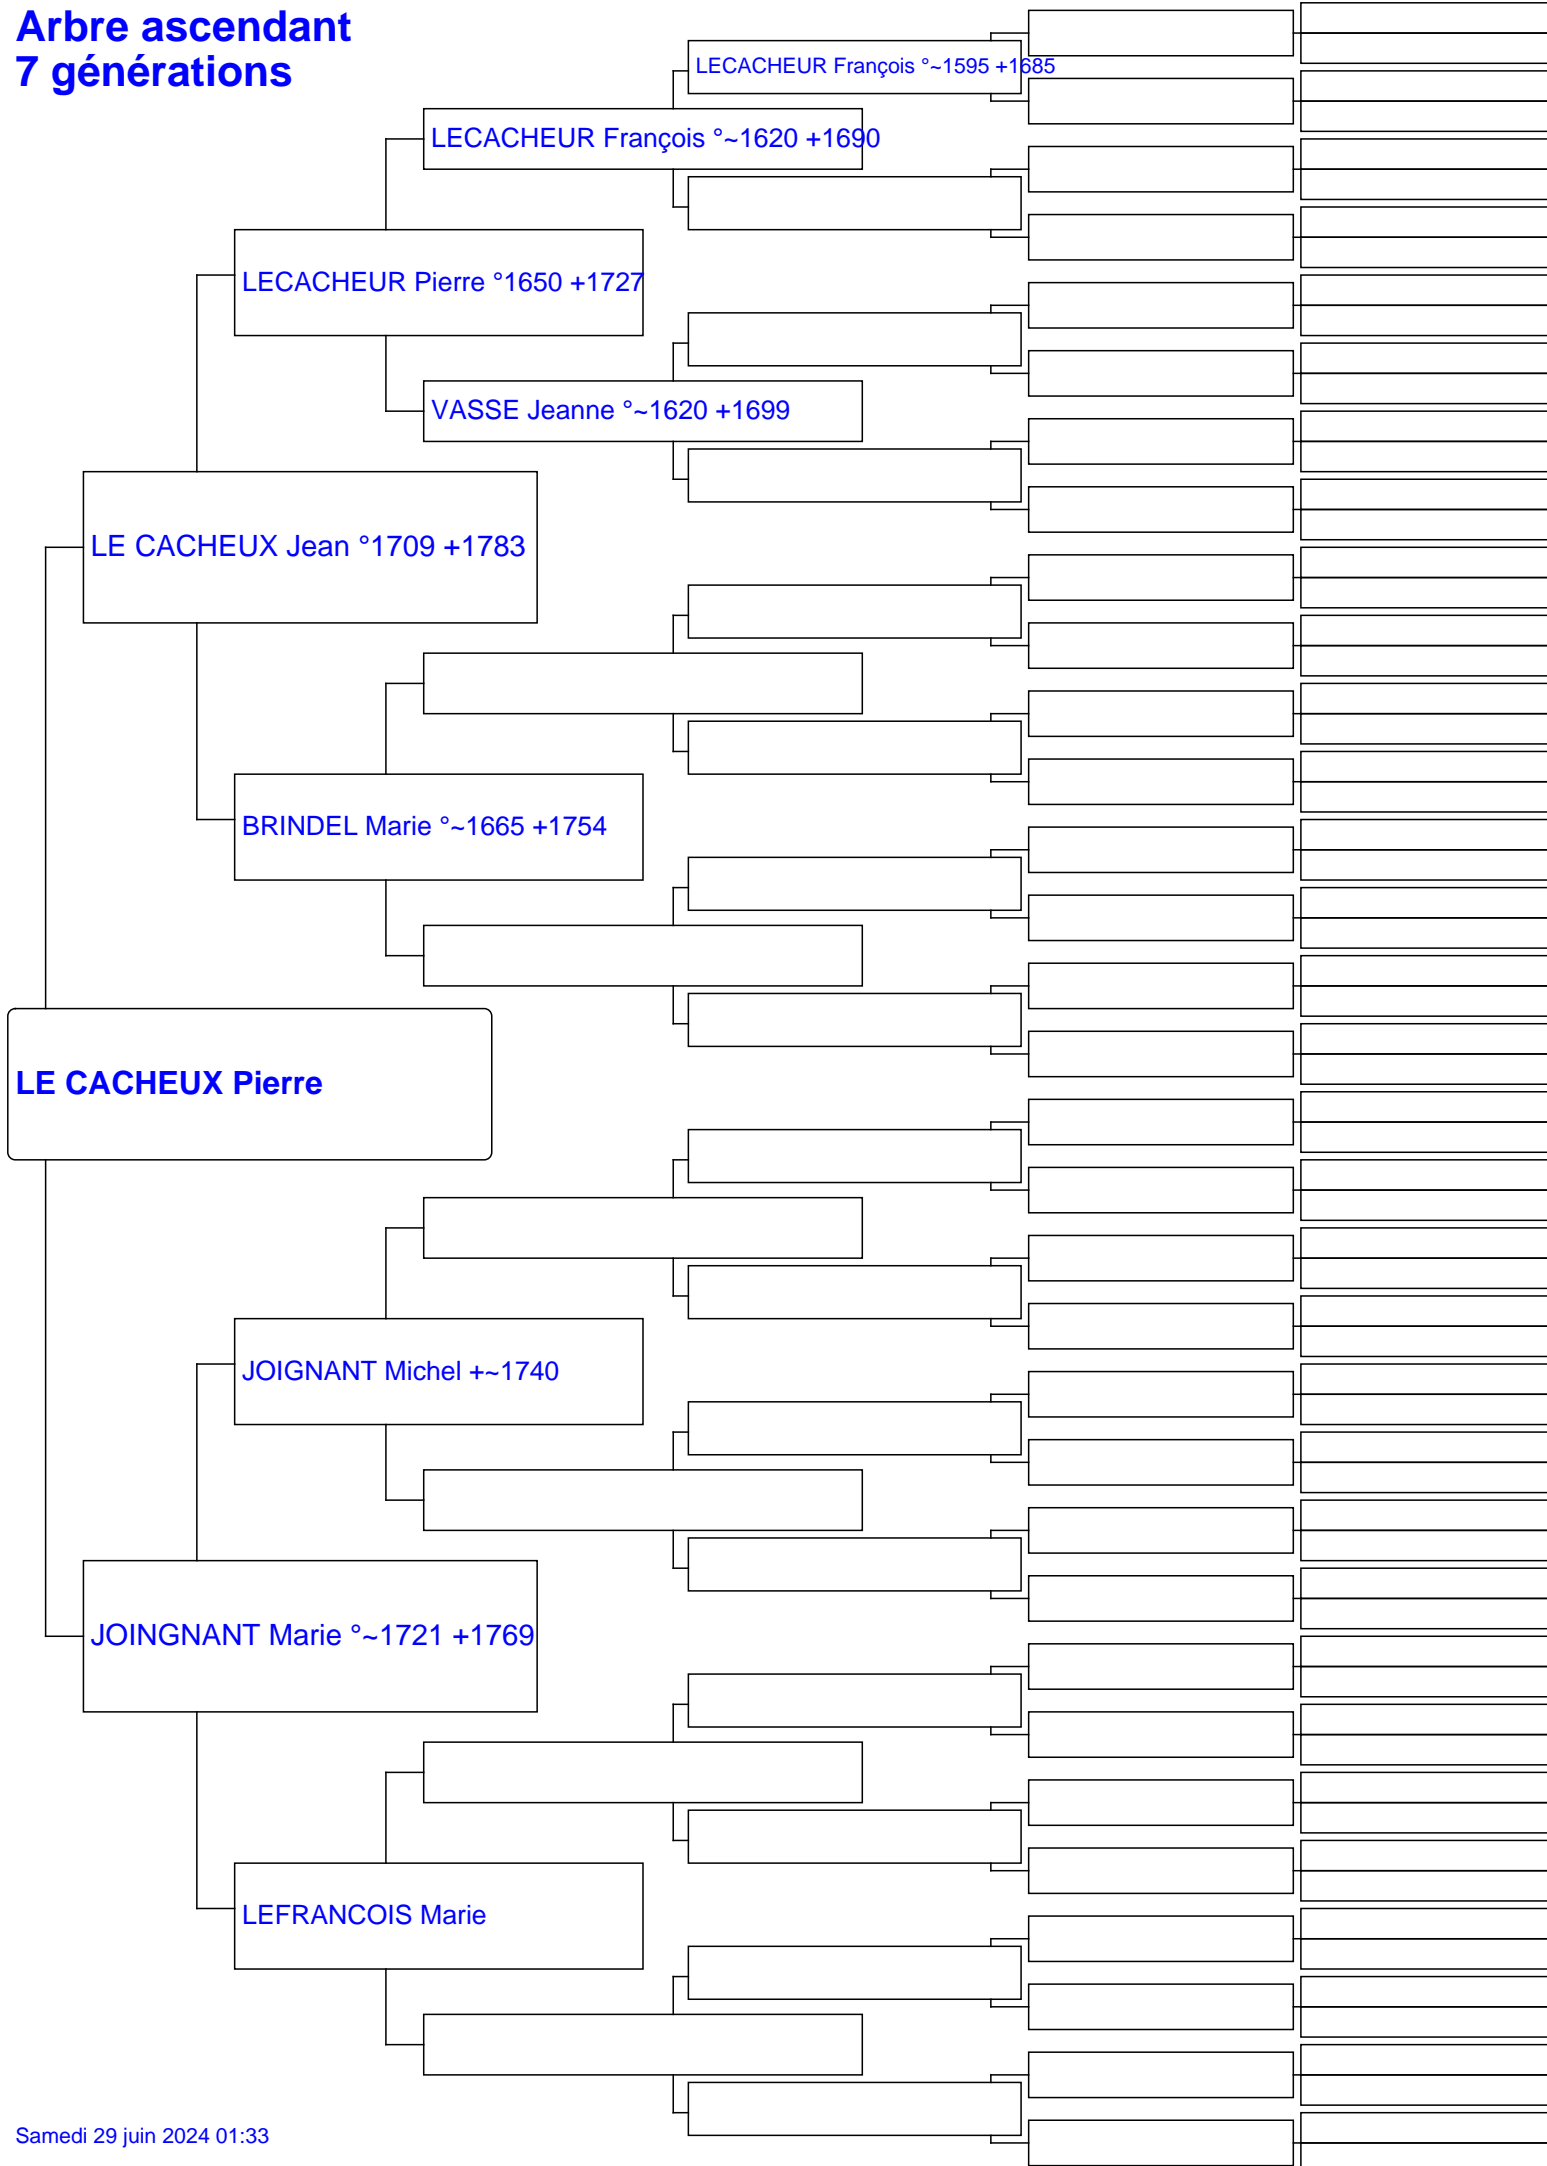 Arbre ascendant
7 générations
LECACHEUR François °~1595 +1685
LECACHEUR François °~1620 +1690
LECACHEUR Pierre °1650 +1727
VASSE Jeanne °~1620 +1699
LE CACHEUX Jean °1709 +1783
BRINDEL Marie °~1665 +1754
LE CACHEUX Pierre
JOIGNANT Michel +~1740
JOINGNANT Marie °~1721 +1769
LEFRANCOIS Marie
Samedi 29 juin 2024 01:33